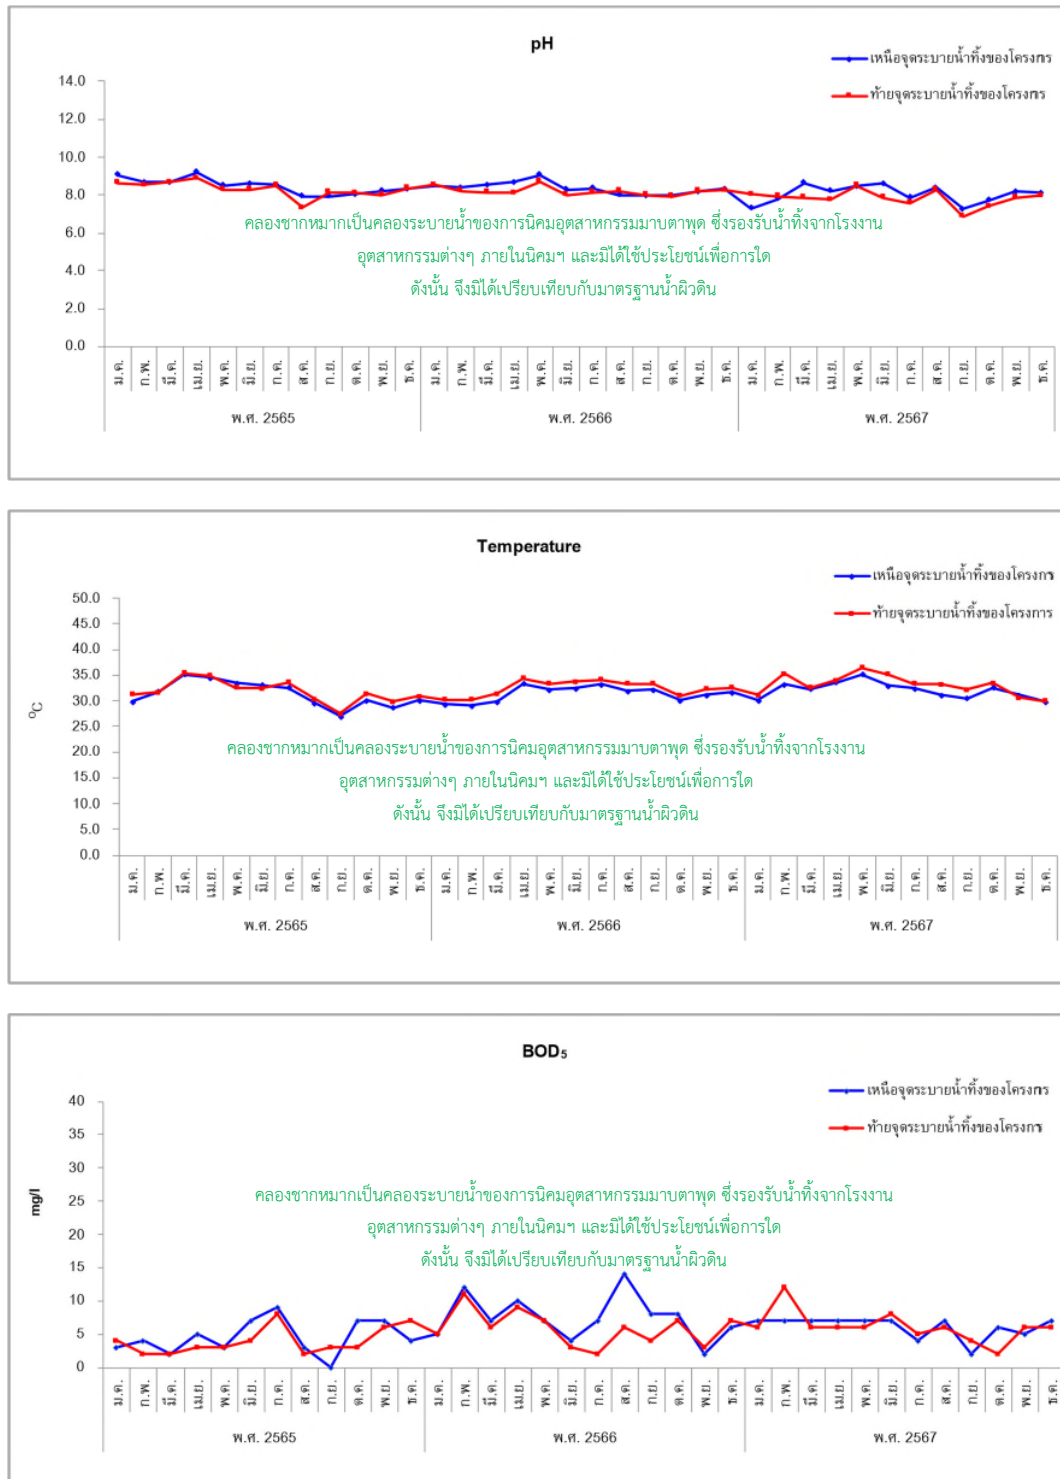 pH
เหนือจุดระบายน้ำทิ้งของโครงการ
ท้ายจุดระบายน้ำทิ้งของโครงการ
14.0
12.0
10.0
8.0
6.0
4.0
2.0
0.0
คลองชากหมากเป็นคลองระบายน้ำของการนิคมอุตสาหกรรมมาบตาพุด ซึ่งรองรับน้ำทิ้งจากโรงงาน
อุตสาหกรรมต่างๆ ภายในนิคมฯ และมิได้ใช้ประโยชน์เพื่อการใด
ดังนั้น จึงมิได้เปรียบเทียบกับมาตรฐานน้ำผิวดิน
ม.ค. ก.พ. มี.ค. เม.ย. พ.ค. มิ.ย. ก.ค. ส.ค. ก.ย. ต.ค. พ.ย. ธ.ค. ม.ค. ก.พ. มี.ค. เม.ย. พ.ค. มิ.ย. ก.ค. ส.ค. ก.ย. ต.ค. พ.ย. ธ.ค. ม.ค. ก.พ. มี.ค. เม.ย. พ.ค. มิ.ย. ก.ค. ส.ค. ก.ย. ต.ค. พ.ย. ธ.ค.
พ.ศ. 2565 พ.ศ. 2566 พ.ศ. 2567
Temperature
เหนือจุดระบายน้ำทิ้งของโครงการ
ท้ายจุดระบายน้ำทิ้งของโครงการ
°C
50.0
45.0
40.0
35.0
30.0
25.0
20.0
15.0
10.0
5.0
0.0
คลองชากหมากเป็นคลองระบายน้ำของการนิคมอุตสาหกรรมมาบตาพุด ซึ่งรองรับน้ำทิ้งจากโรงงาน
อุตสาหกรรมต่างๆ ภายในนิคมฯ และมิได้ใช้ประโยชน์เพื่อการใด
ดังนั้น จึงมิได้เปรียบเทียบกับมาตรฐานน้ำผิวดิน
ม.ค. ก.พ. มี.ค. เม.ย. พ.ค. มิ.ย. ก.ค. ส.ค. ก.ย. ต.ค. พ.ย. ธ.ค. ม.ค. ก.พ. มี.ค. เม.ย. พ.ค. มิ.ย. ก.ค. ส.ค. ก.ย. ต.ค. พ.ย. ธ.ค. ม.ค. ก.พ. มี.ค. เม.ย. พ.ค. มิ.ย. ก.ค. ส.ค. ก.ย. ต.ค. พ.ย. ธ.ค.
พ.ศ. 2565 พ.ศ. 2566 พ.ศ. 2567
BOD₅
เหนือจุดระบายน้ำทิ้งของโครงการ
ท้ายจุดระบายน้ำทิ้งของโครงการ
mg/l
40
35
30
25
20
15
10
5
0
คลองชากหมากเป็นคลองระบายน้ำของการนิคมอุตสาหกรรมมาบตาพุด ซึ่งรองรับน้ำทิ้งจากโรงงาน
อุตสาหกรรมต่างๆ ภายในนิคมฯ และมิได้ใช้ประโยชน์เพื่อการใด
ดังนั้น จึงมิได้เปรียบเทียบกับมาตรฐานน้ำผิวดิน
ม.ค. ก.พ. มี.ค. เม.ย. พ.ค. มิ.ย. ก.ค. ส.ค. ก.ย. ต.ค. พ.ย. ธ.ค. ม.ค. ก.พ. มี.ค. เม.ย. พ.ค. มิ.ย. ก.ค. ส.ค. ก.ย. ต.ค. พ.ย. ธ.ค. ม.ค. ก.พ. มี.ค. เม.ย. พ.ค. มิ.ย. ก.ค. ส.ค. ก.ย. ต.ค. พ.ย. ธ.ค.
พ.ศ. 2565 พ.ศ. 2566 พ.ศ. 2567